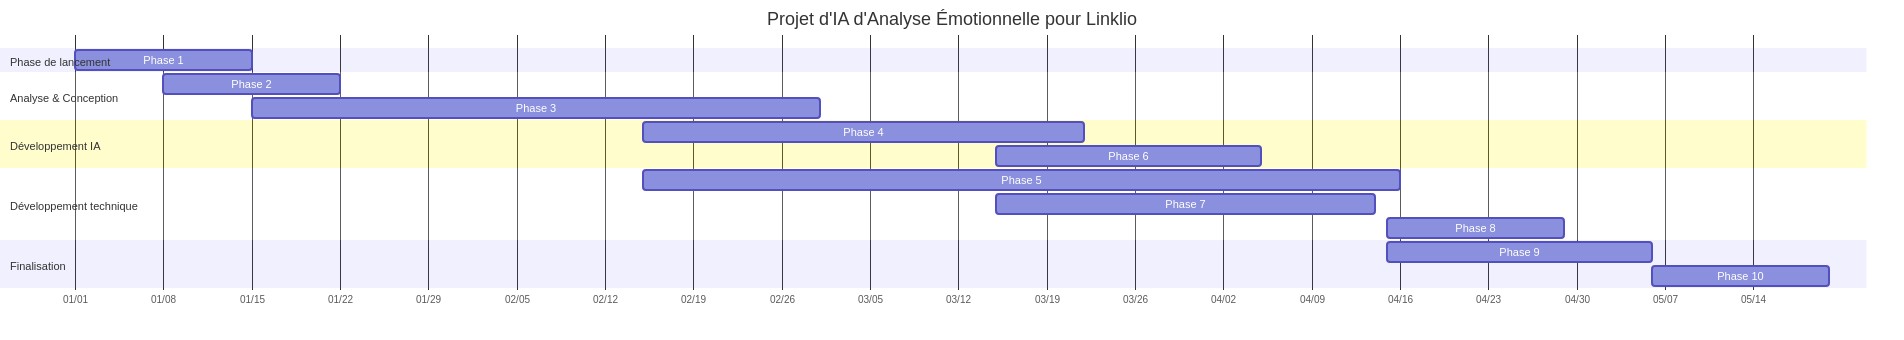 Projet d'IA d'Analyse Émotionnelle pour Linklio
Phase de lancement
Phase 1
Analyse & Conception
Phase 2
Phase 3
Développement IA
Phase 4
Phase 6
Développement technique
Phase 5
Phase 7
Phase 8
Finalisation
Phase 9
Phase 10
01/01 01/08 01/15 01/22 01/29 02/05 02/12 02/19 02/26 03/05 03/12 03/19 03/26 04/02 04/09 04/16 04/23 04/30 05/07 05/14